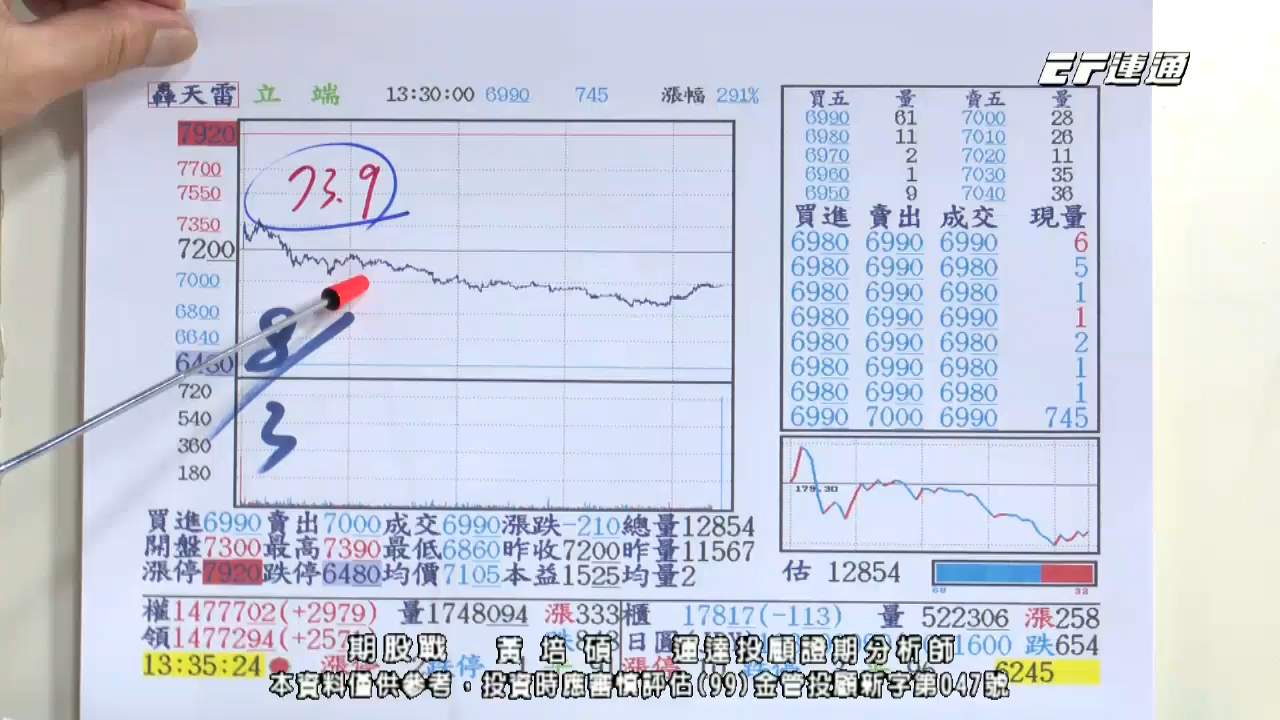 EF運通
轟天雷 立 端 13:30:00 6990 745 漲幅 291%
7920
7700
7550
7350
7200
7000
6800
6640
720
540
360
180
73.9
8
3
買五 量 賣五 量
6990 61 7000 28
6980 11 7010 26
6970 2 7020 11
6960 1 7030 35
6950 9 7040 36
買進 賣出 成交 現量
6980 6990 6990 6
6980 6990 6980 5
6980 6990 6980 1
6980 6990 6990 1
6980 6990 6980 2
6980 6990 6980 1
6980 6990 6980 1
6990 7000 6990 745
179.30
買進6990賣出7000成交6990漲跌-210總量12854
開盤7300最高7390最低6860昨收7200昨量11567
漲停7920跌停6480均價7105本益1525均量2
估 12854
68 32
權1477702(+2979) 量1748094 漲333櫃 17817(-113) 量 522306 漲258
領1477294(+257
日圓
1600 跌654
13:35:24
6245
期股戰 黃培碩 運達投顧證期分析師
本資料僅供參考，投資時應審慎評估(99)金管投顧新字第047號